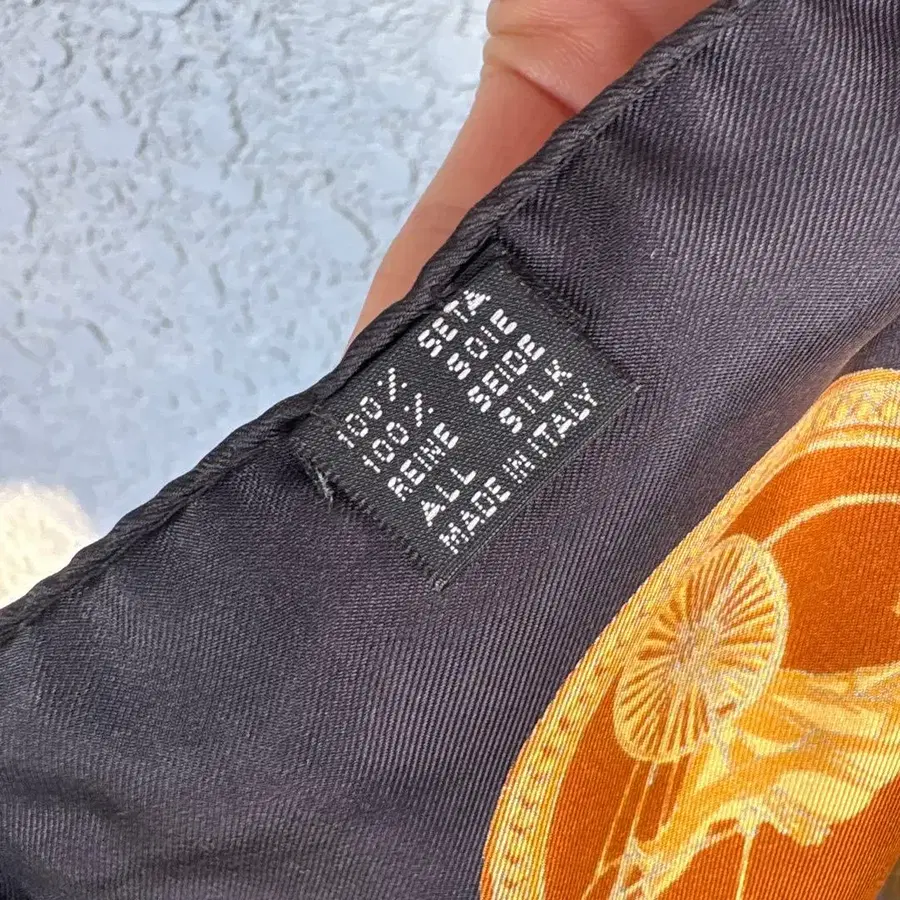 100% SETA
100% SOIE
REINE SEIDE
ALL SILK
MADE IN ITALY